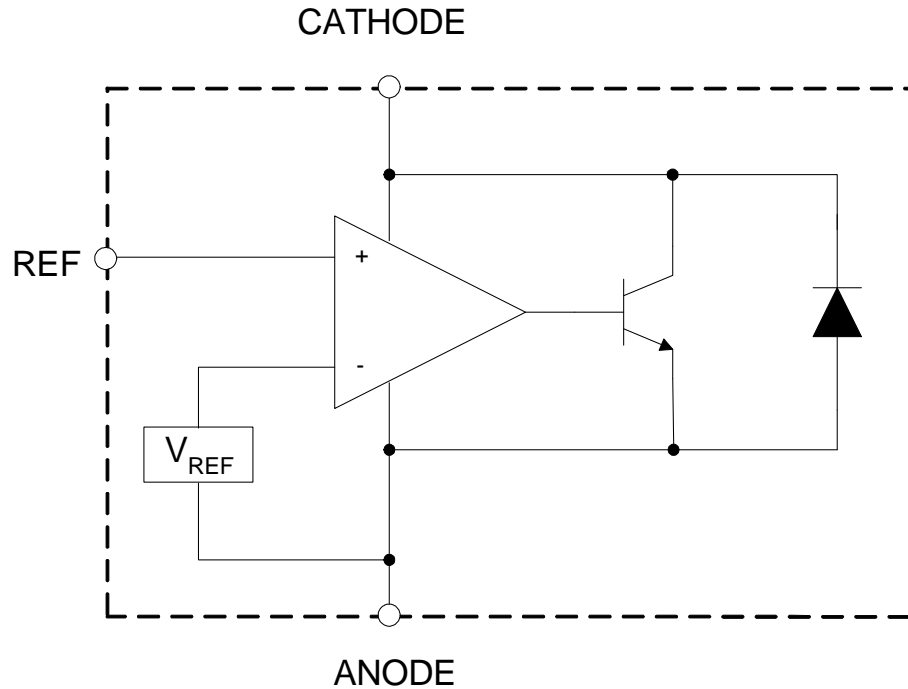 CATHODE
REF
+
-
VREF
ANODE